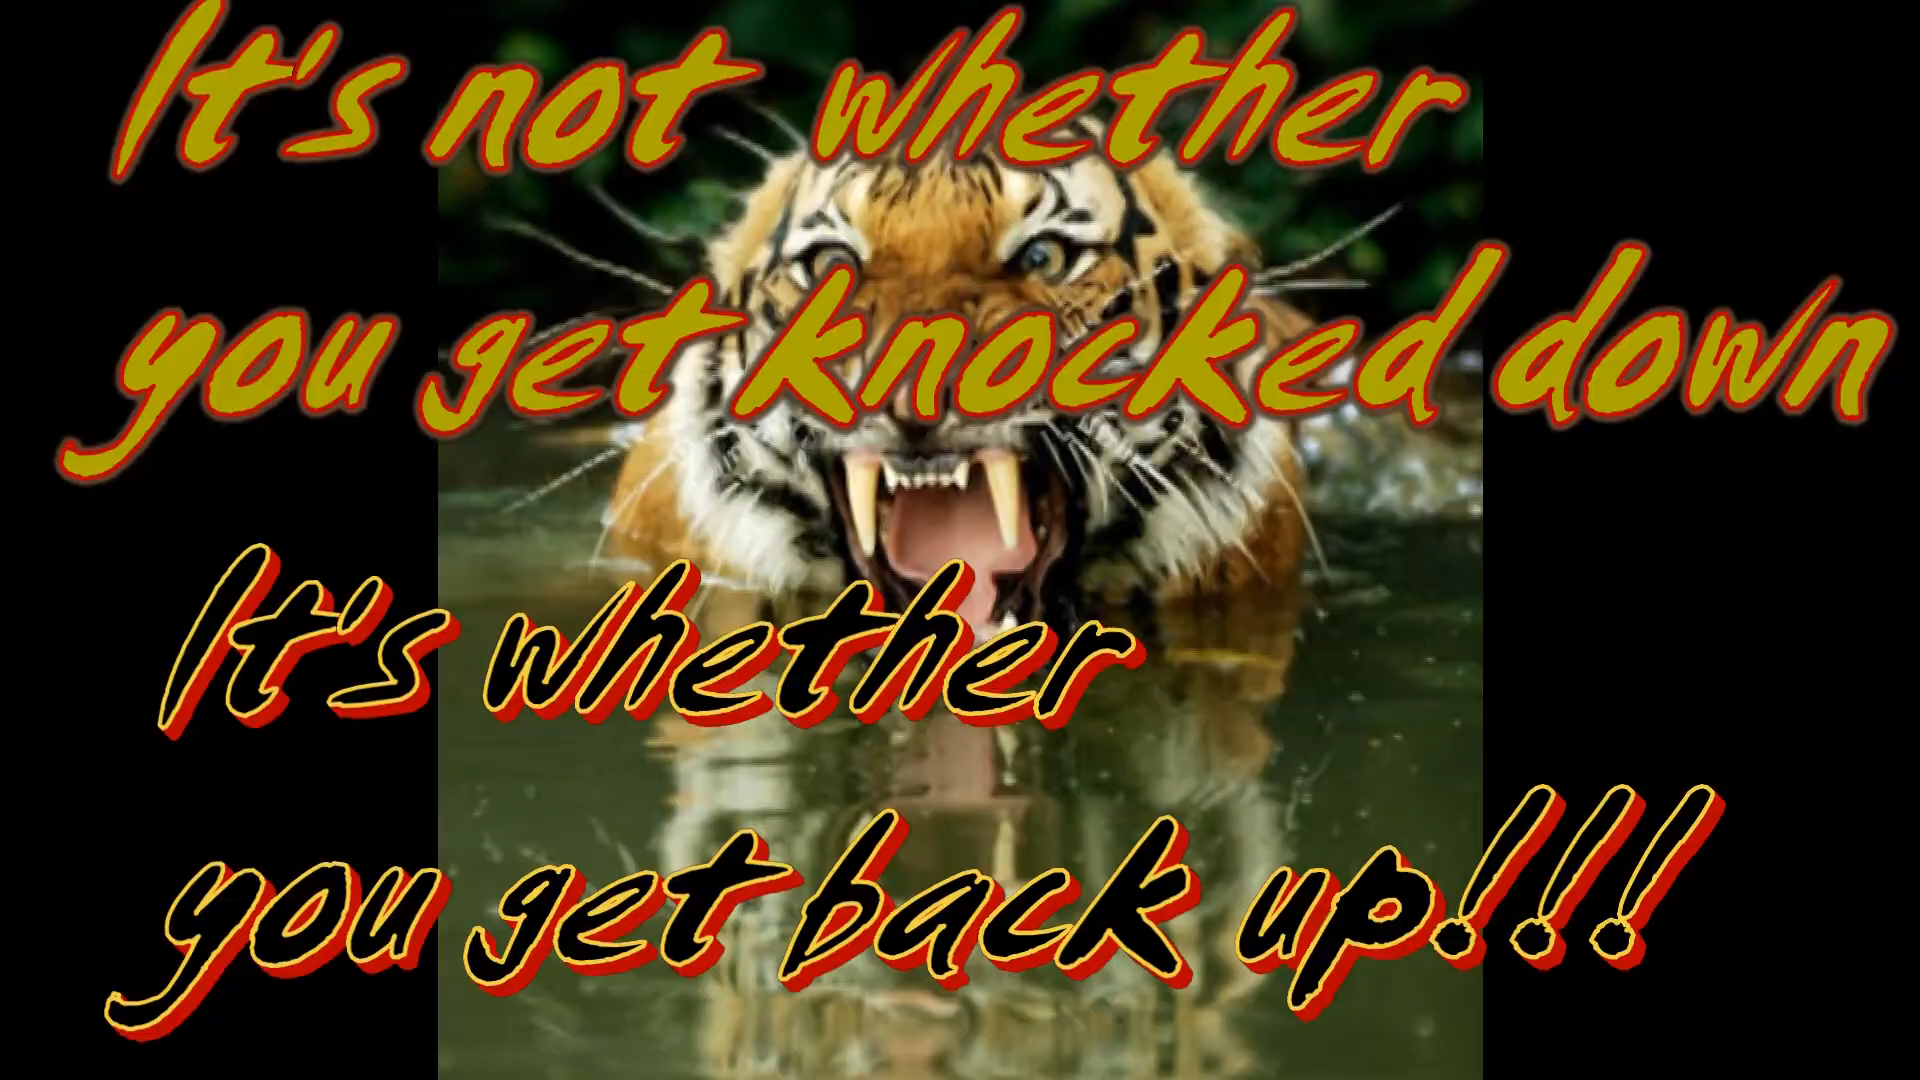 It's not whether
you get knocked down
It's whether
you get back up!!!